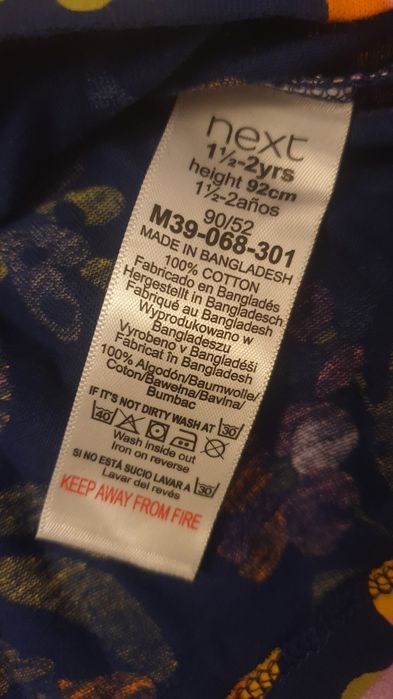 next
1½-2yrs
height 92cm
1½-2años
90/52
M39-068-301
MADE IN BANGLADESH
100% COTTON
Fabricado en Bangladés
Hergestellt in Bangladesch
Fabriqué au Bangladesh
Wyprodukowano w
Bangladeszu
Vyrobeno v Bangladéši
Fabricat în Bangladesh
100% Algodón/Baumwolle/
Coton/Bawełna/Bavlna/
Bumbac
IF IT'S NOT DIRTY WASH AT 30
40
Wash inside out
Iron on reverse
SI NO ESTÁ SUCIO LAVAR A 30
Lavar del revés
KEEP AWAY FROM FIRE